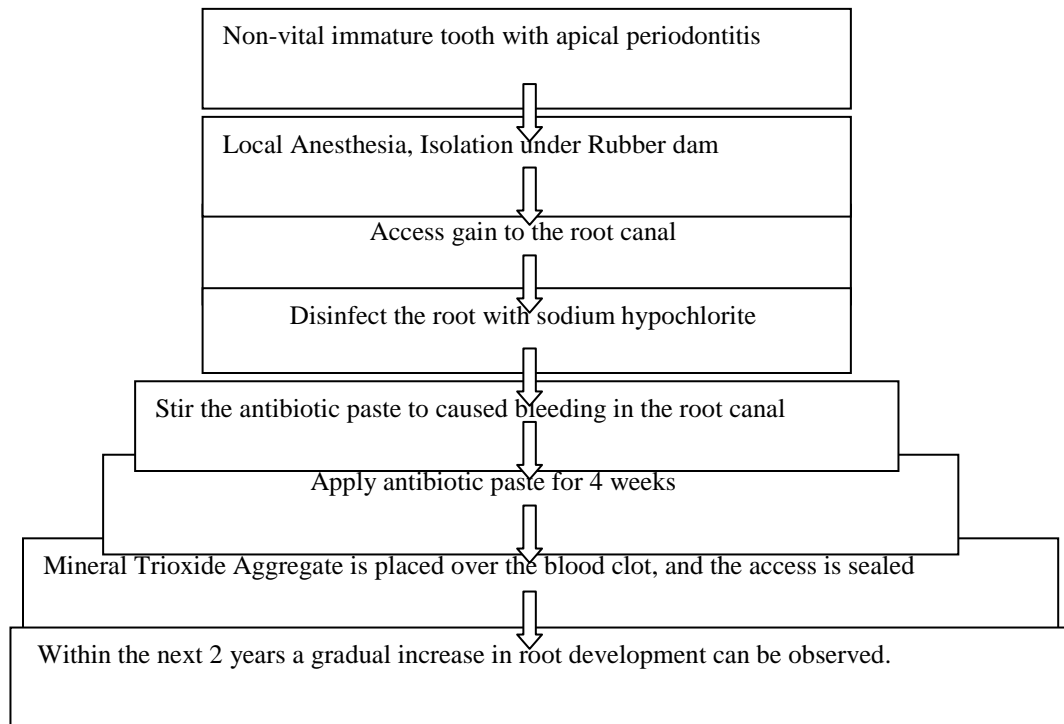 Non-vital immature tooth with apical periodontitis
Local Anesthesia, Isolation under Rubber dam
Access gain to the root canal
Disinfect the root with sodium hypochlorite
Stir the antibiotic paste to caused bleeding in the root canal
Apply antibiotic paste for 4 weeks
Mineral Trioxide Aggregate is placed over the blood clot, and the access is sealed
Within the next 2 years a gradual increase in root development can be observed.